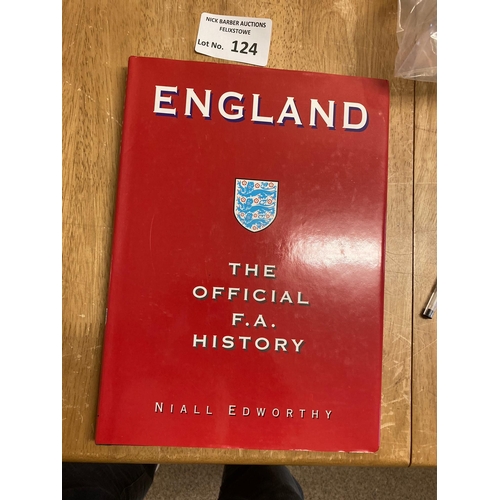 NICK BARBER AUCTIONS
FELIXSTOWE
Lot No. 124
ENGLAND
THE
OFFICIAL
F.A.
HISTORY
NIALL EDWORTHY